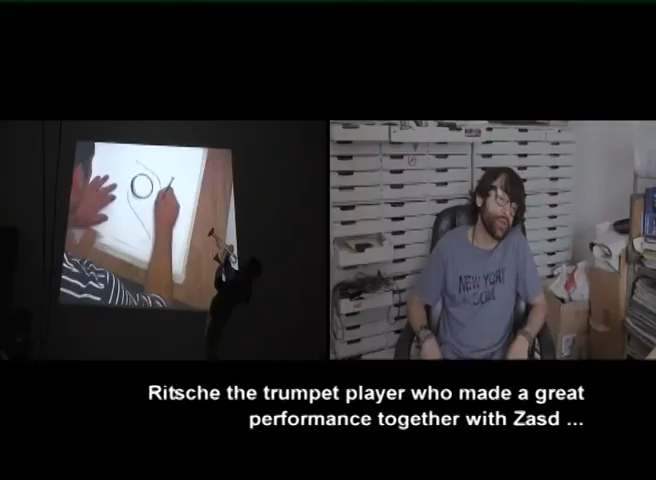 NEW YORK
Ritsche the trumpet player who made a great
performance together with Zasd ...